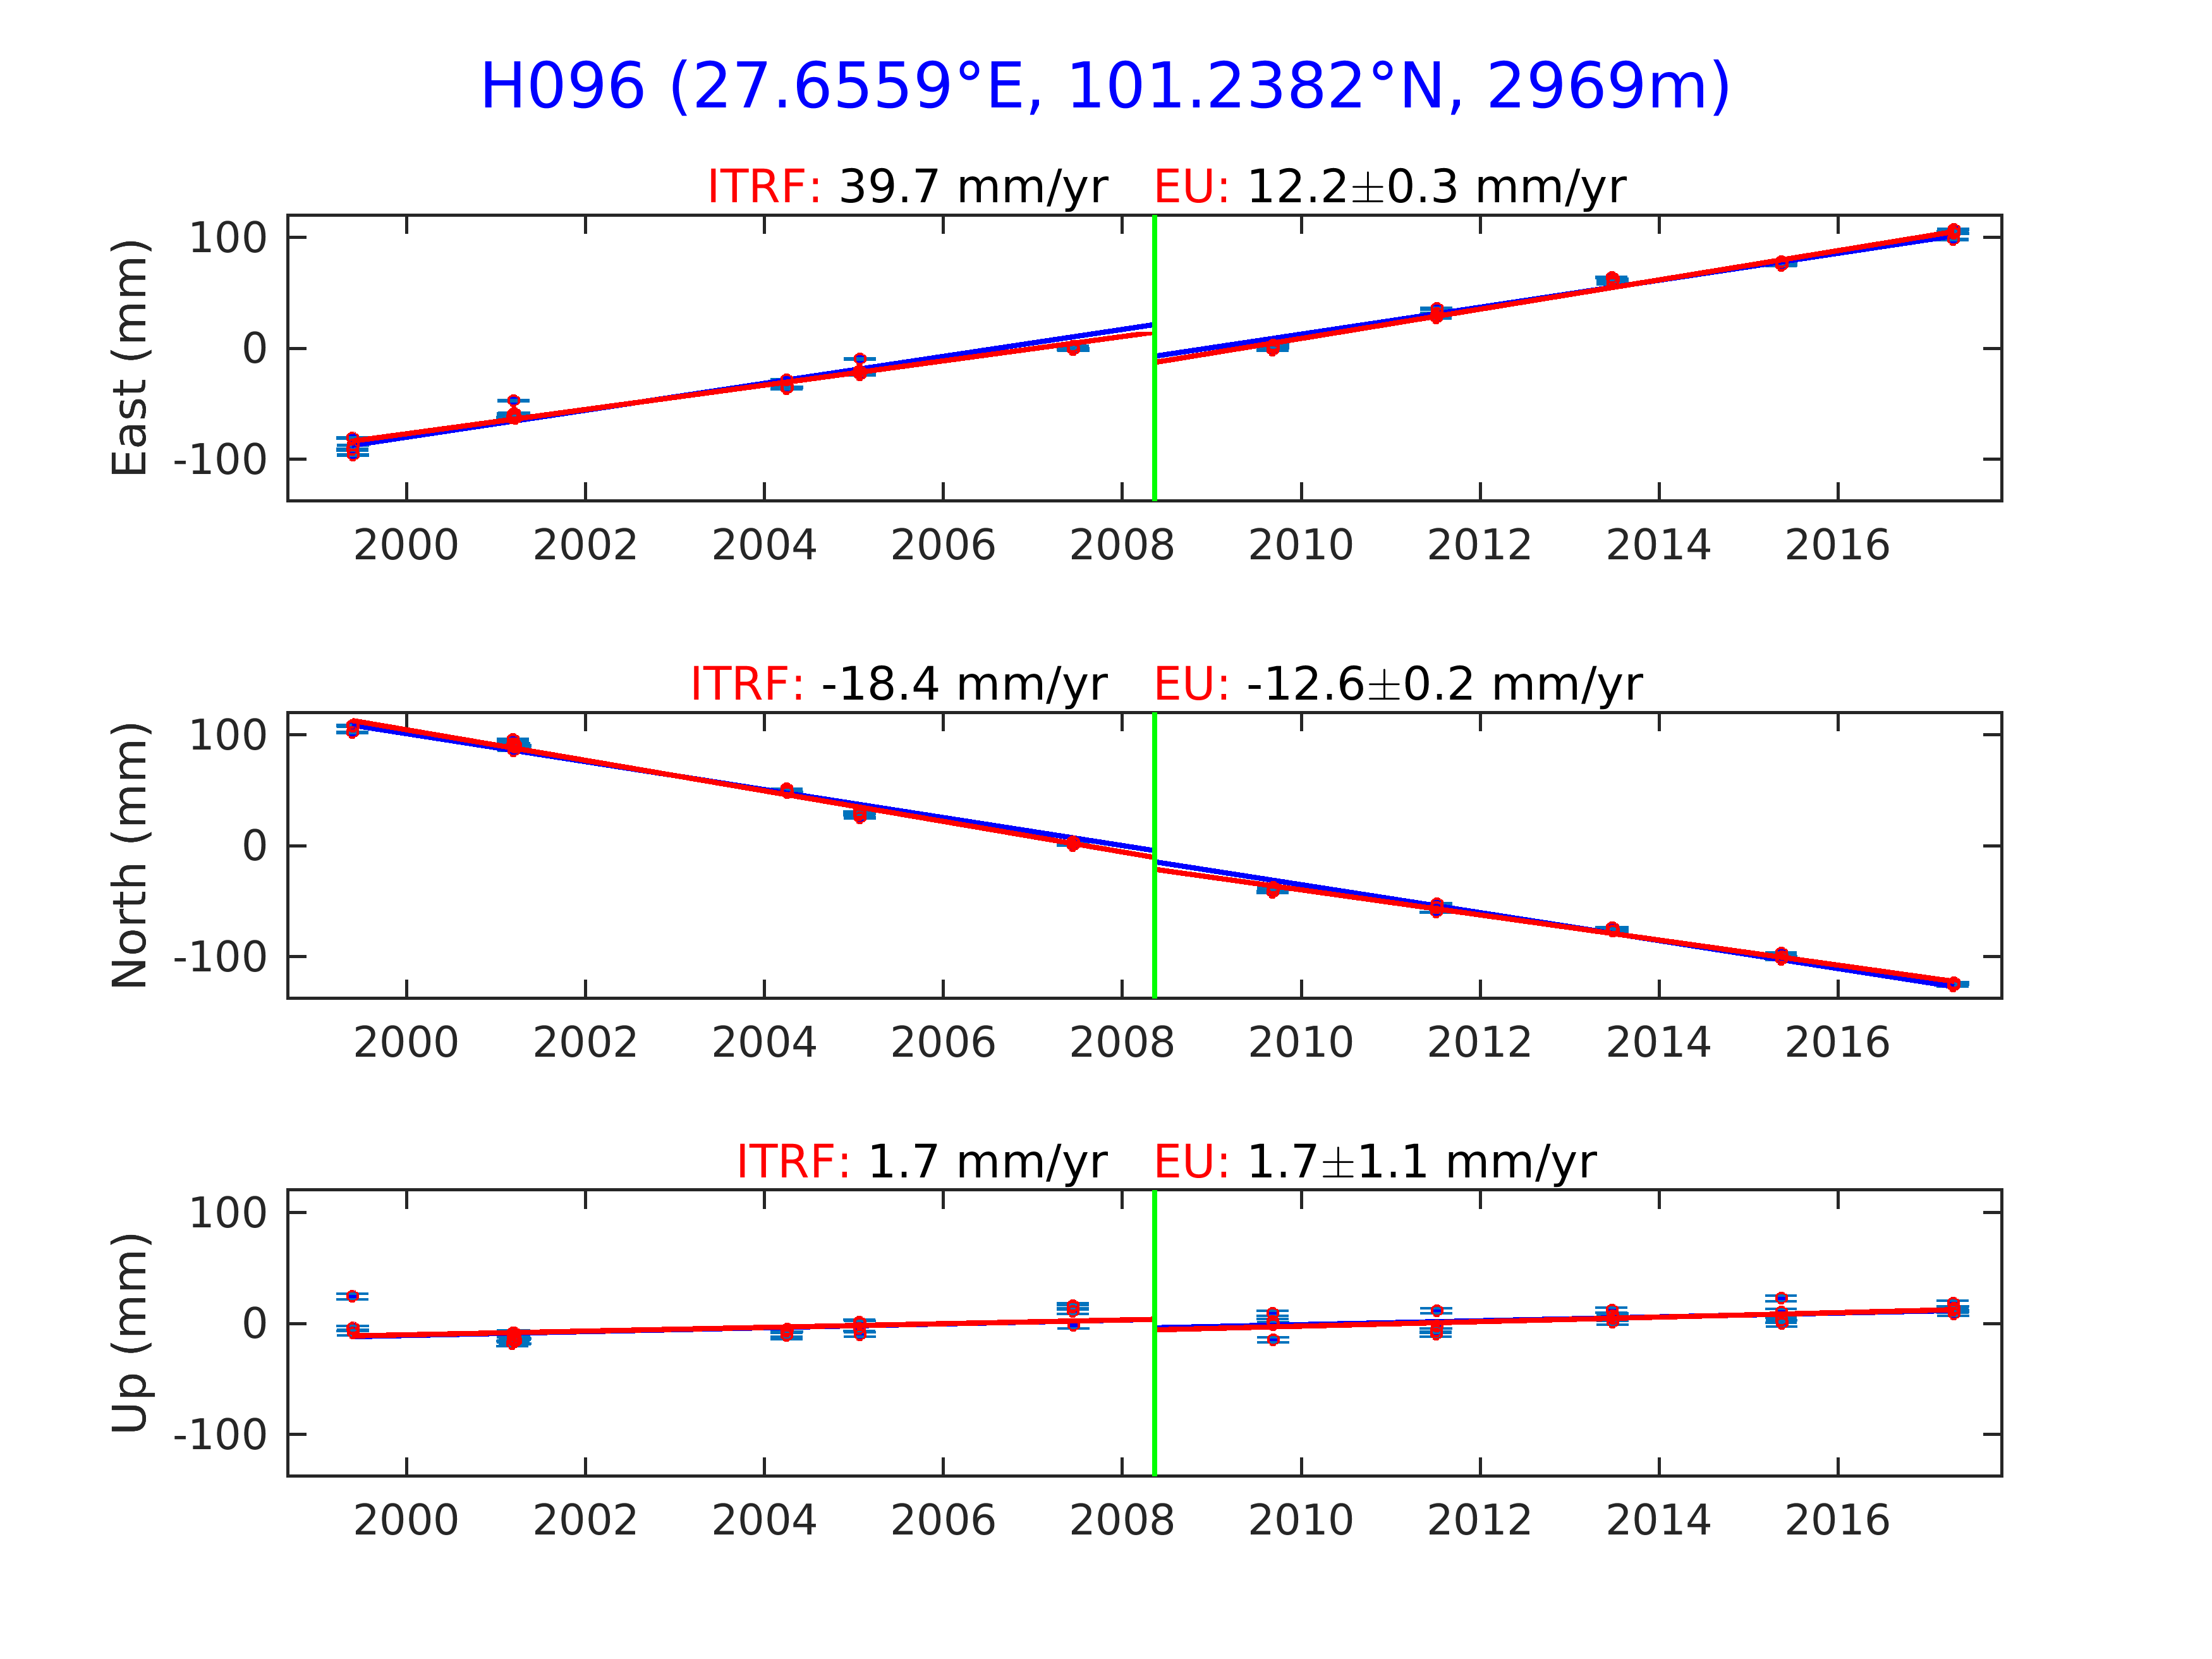 H096 (27.6559°E, 101.2382°N, 2969m)
ITRF: 39.7 mm/yr EU: 12.2±0.3 mm/yr
East (mm)
100
0
-100
2000 2002 2004 2006 2008 2010 2012 2014 2016
ITRF: -18.4 mm/yr EU: -12.6±0.2 mm/yr
North (mm)
100
0
-100
2000 2002 2004 2006 2008 2010 2012 2014 2016
ITRF: 1.7 mm/yr EU: 1.7±1.1 mm/yr
Up (mm)
100
0
-100
2000 2002 2004 2006 2008 2010 2012 2014 2016